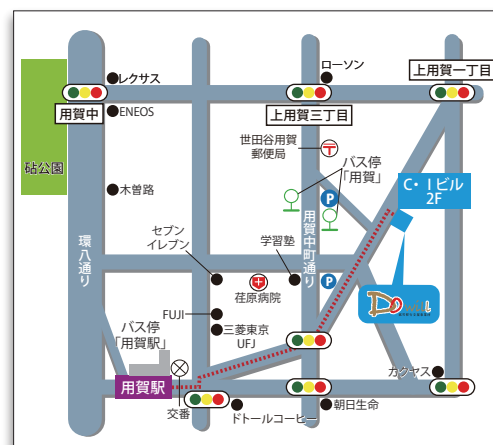 レクサス
ローソン
上用賀一丁目
用賀中
ENEOS
上用賀三丁目
世田谷用賀
郵便局
バス停
「用賀」
砧公園
木曽路
P
C・Iビル
2F
環八通り
用賀中町通り
セブン
イレブン
学習塾
荏原病院
P
FUJI
三菱東京
UFJ
バス停
「用賀駅」
カクヤス
用賀駅
交番
ドトールコーヒー
朝日生命